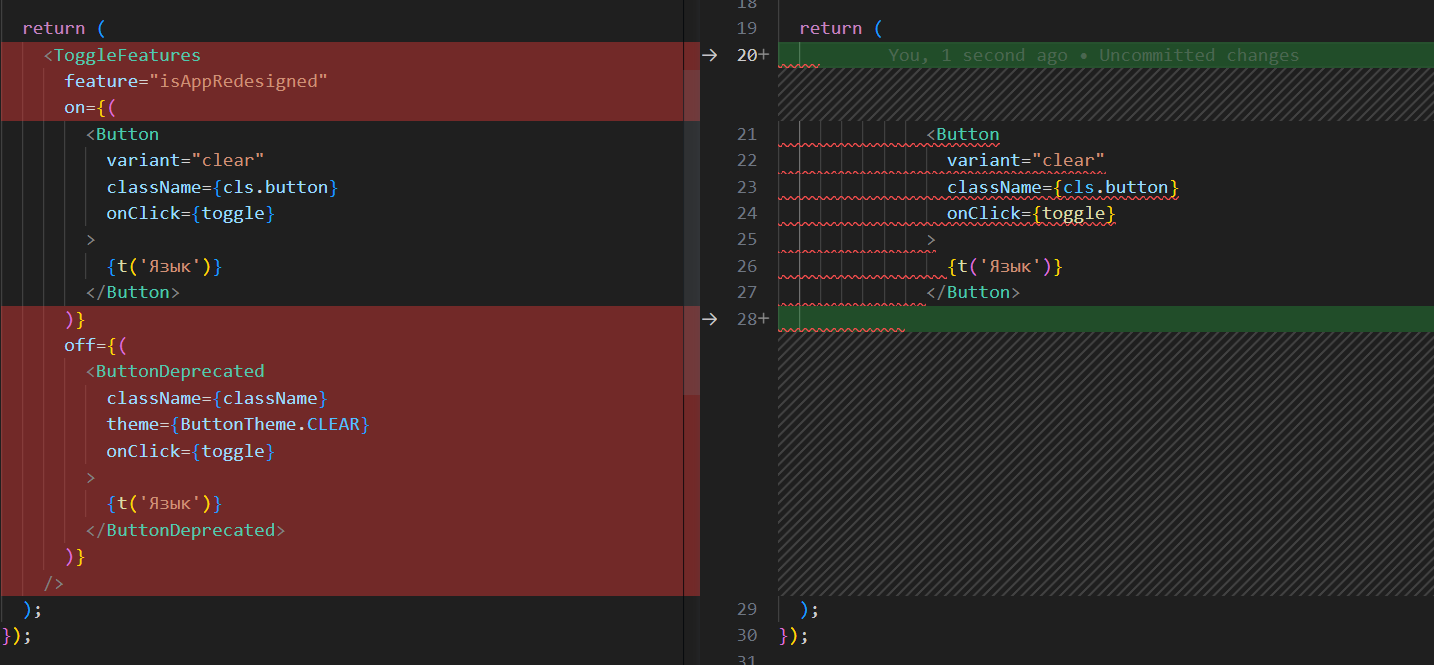 return (
<ToggleFeatures
feature="isAppRedesigned"
on={(
<Button
variant="clear"
className={cls.button}
onClick={toggle}
>
{t('Язык')}
</Button>
)}
off={(
<ButtonDeprecated
className={className}
theme={ButtonTheme.CLEAR}
onClick={toggle}
>
{t('Язык')}
</ButtonDeprecated>
)}
/>
);
});
18
19 return (
→ 20+ You, 1 second ago • Uncommitted changes
21 <Button
22 variant="clear"
23 className={cls.button}
24 onClick={toggle}
25 >
26 {t('Язык')}
27 </Button>
→ 28+
29 );
30 });
31